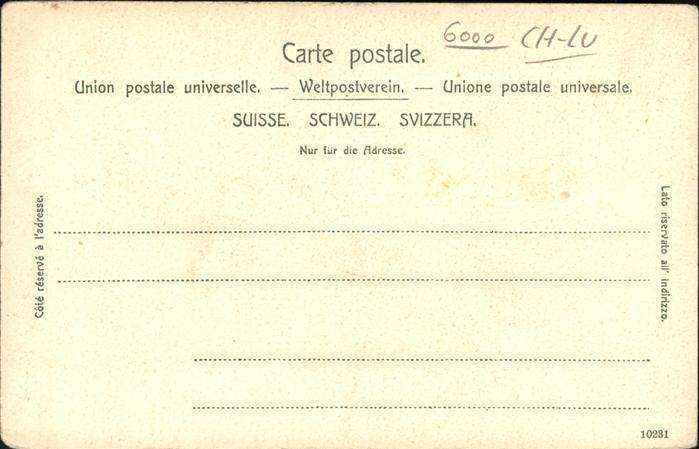 6000 CH-LU
Carte postale.
Union postale universelle. — Weltpostverein. — Unione postale universale.
SUISSE. SCHWEIZ. SVIZZERA.
Nur für die Adresse.
Côté réservé à l'adresse.
Lato riservato all' indirizzo.
10231